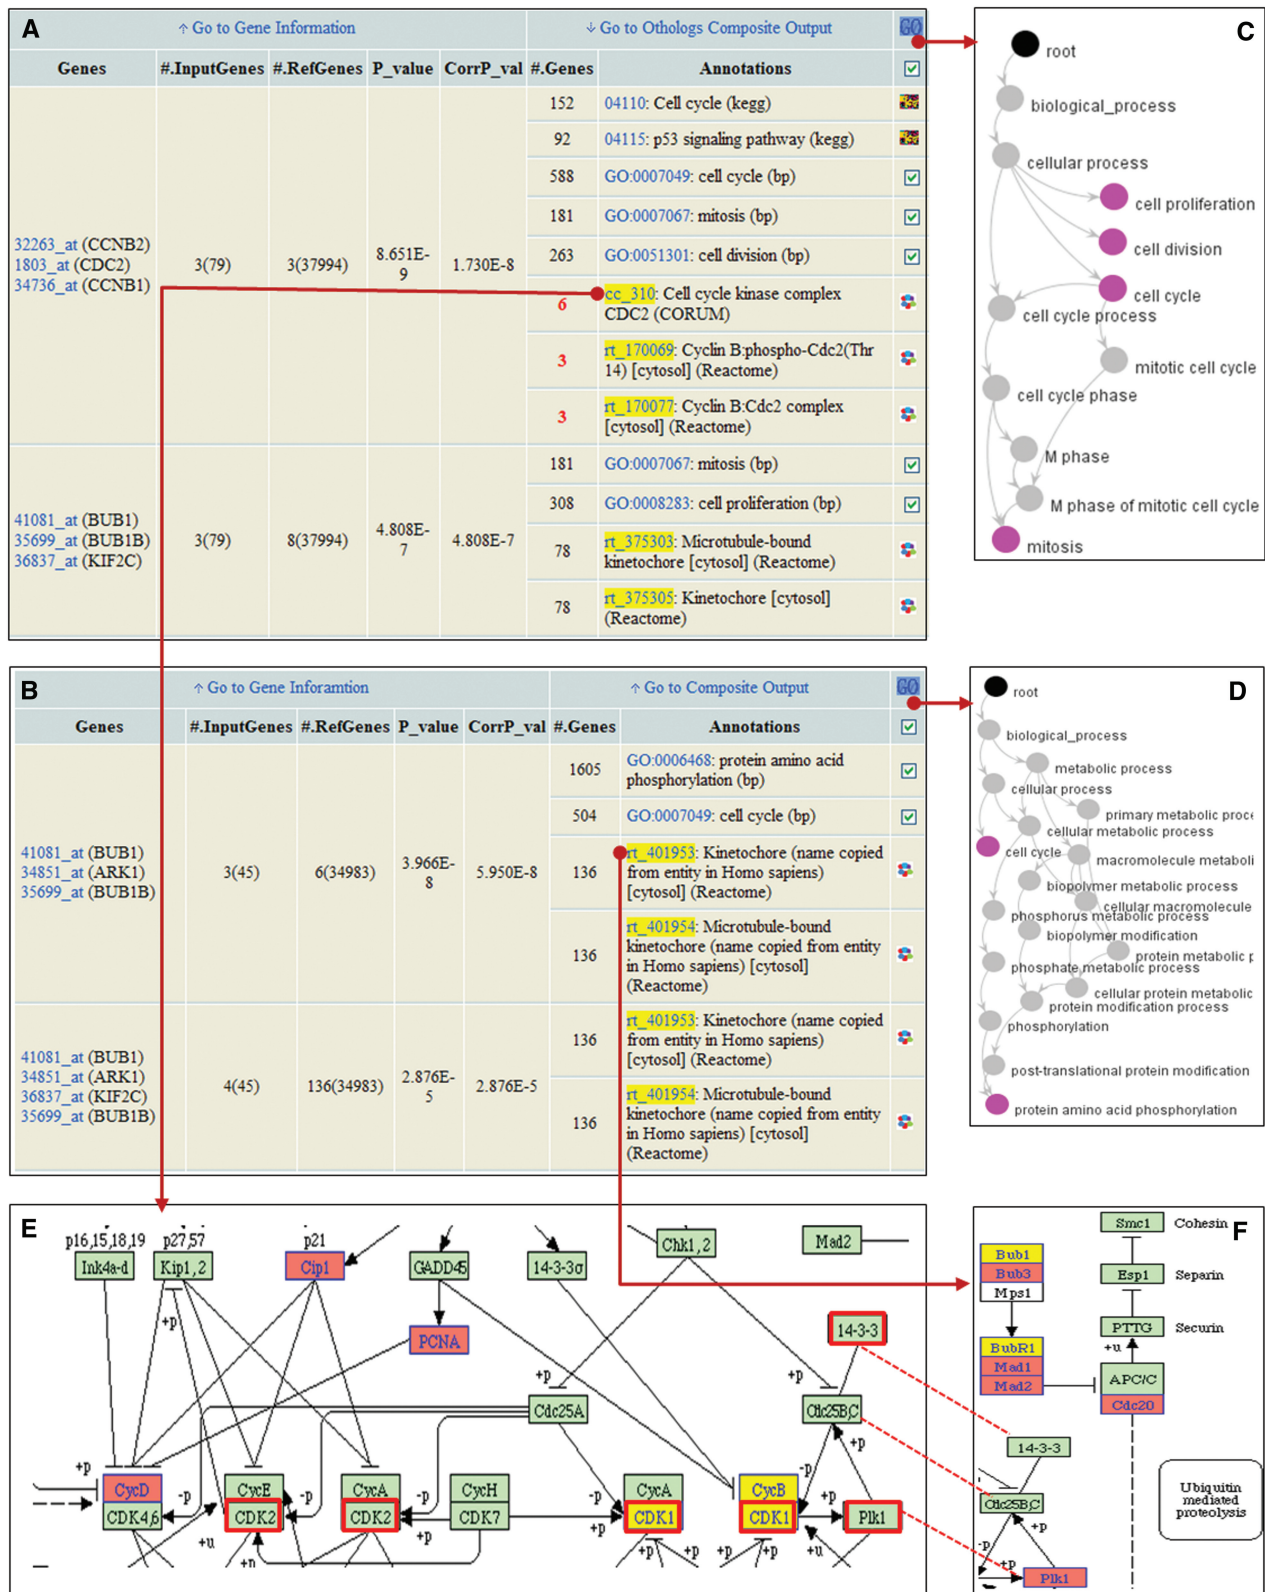 A
↑ Go to Gene Information
↓ Go to Othologs Composite Output
GO
Genes
#.InputGenes
#.RefGenes
P_value
CorrP_val
#.Genes
Annotations
32263_at (CCNB2)
1803_at (CDC2)
34736_at (CCNB1)
3(79)
3(37994)
8.651E-
9
1.730E-8
152
04110: Cell cycle (kegg)
92
04115: p53 signaling pathway (kegg)
588
GO:0007049: cell cycle (bp)
181
GO:0007067: mitosis (bp)
263
GO:0051301: cell division (bp)
6
cc_310: Cell cycle kinase complex
CDC2 (CORUM)
3
rt_170069: Cyclin B:phospho-Cdc2(Thr
14) [cytosol] (Reactome)
3
rt_170077: Cyclin B:Cdc2 complex
[cytosol] (Reactome)
41081_at (BUB1)
35699_at (BUB1B)
36837_at (KIF2C)
3(79)
8(37994)
4.808E-
7
4.808E-7
181
GO:0007067: mitosis (bp)
308
GO:0008283: cell proliferation (bp)
78
rt_375303: Microtubule-bound
kinetochore [cytosol] (Reactome)
78
rt_375305: Kinetochore [cytosol]
(Reactome)
C
root
biological_process
cellular process
cell proliferation
cell division
cell cycle
cell cycle process
mitotic cell cycle
cell cycle phase
M phase
M phase of mitotic cell cycle
mitosis
B
↑ Go to Gene Inforamtion
↑ Go to Composite Output
GO
Genes
#.InputGenes
#.RefGenes
P_value
CorrP_val
#.Genes
Annotations
41081_at (BUB1)
34851_at (ARK1)
35699_at (BUB1B)
3(45)
6(34983)
3.966E-
8
5.950E-8
1605
GO:0006468: protein amino acid
phosphorylation (bp)
504
GO:0007049: cell cycle (bp)
136
rt_401953: Kinetochore (name copied
from entity in Homo sapiens)
[cytosol] (Reactome)
136
rt_401954: Microtubule-bound
kinetochore (name copied from entity
in Homo sapiens) [cytosol]
(Reactome)
41081_at (BUB1)
34851_at (ARK1)
36837_at (KIF2C)
35699_at (BUB1B)
4(45)
136(34983)
2.876E-
5
2.876E-5
136
rt_401953: Kinetochore (name copied
from entity in Homo sapiens)
[cytosol] (Reactome)
136
rt_401954: Microtubule-bound
kinetochore (name copied from entity
in Homo sapiens) [cytosol]
(Reactome)
D
root
biological_process
metabolic process
cellular process
primary metabolic proce
cellular metabolic process
cell cycle
macromolecule metaboli
biopolymer metabolic process
cellular macromolecule
phosphorus metabolic process
biopolymer modification
protein metabolic p
phosphate metabolic process
cellular protein metabolic
protein modification process
phosphorylation
post-translational protein modification
protein amino acid phosphorylation
E
p16,15,18,19
p27,57
p21
Ink4a-d
Kip1,2
Cip1
GADD45
14-3-3σ
Chk1,2
Mad2
+p
PCNA
14-3-3
+p
+p
Cdc25A
Cdc25B,C
+p
+p
CycD
CDK4,6
-p
CycE
CDK2
-p
CycA
CDK2
-p
CycH
CDK7
-p
CycA
CDK1
CycB
CDK1
-p
+p
Plk1
+u
+p
+p
+p
+p
+p
+u
F
Smc1
Cohesin
Bub1
Bub3
Mps1
Esp1
Separin
PTTG
Securin
+u
BubR1
Mad1
Mad2
APC/C
Cdc20
14-3-3
Cdc25B,C
+p
-p
+p
Plk1
Ubiquitin
mediated
proteolysis